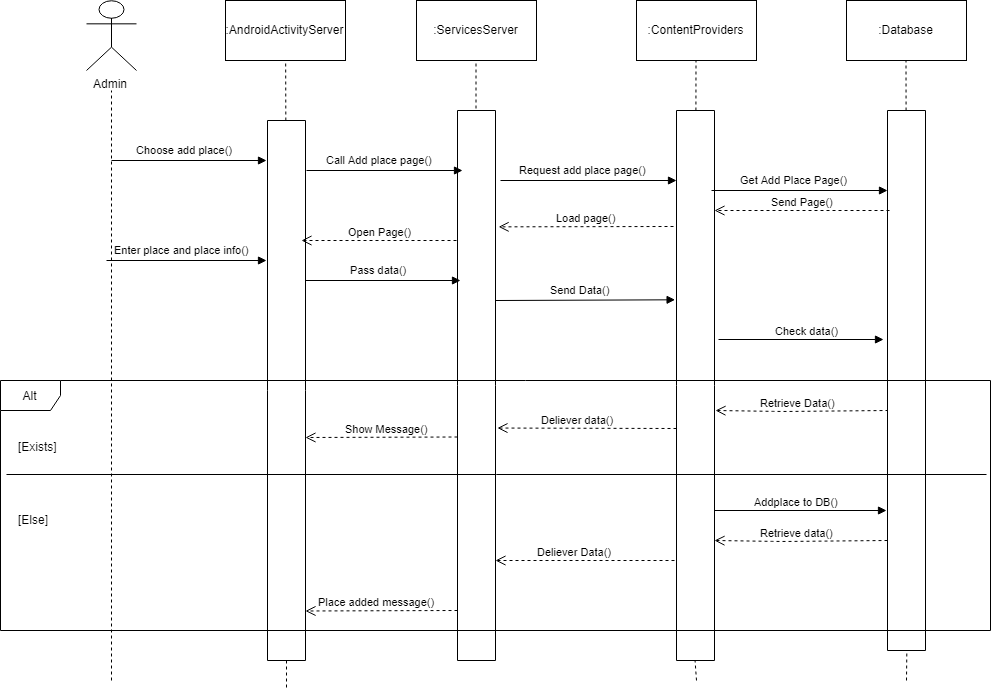 :AndroidActivityServer
:ServicesServer
:ContentProviders
:Database
Admin
Choose add place()
Call Add place page()
Request add place page()
Get Add Place Page()
Send Page()
Load page()
Open Page()
Enter place and place info()
Pass data()
Send Data()
Check data()
Alt
Retrieve Data()
Deliever data()
Show Message()
[Exists]
Addplace to DB()
[Else]
Retrieve data()
Deliever Data()
Place added message()